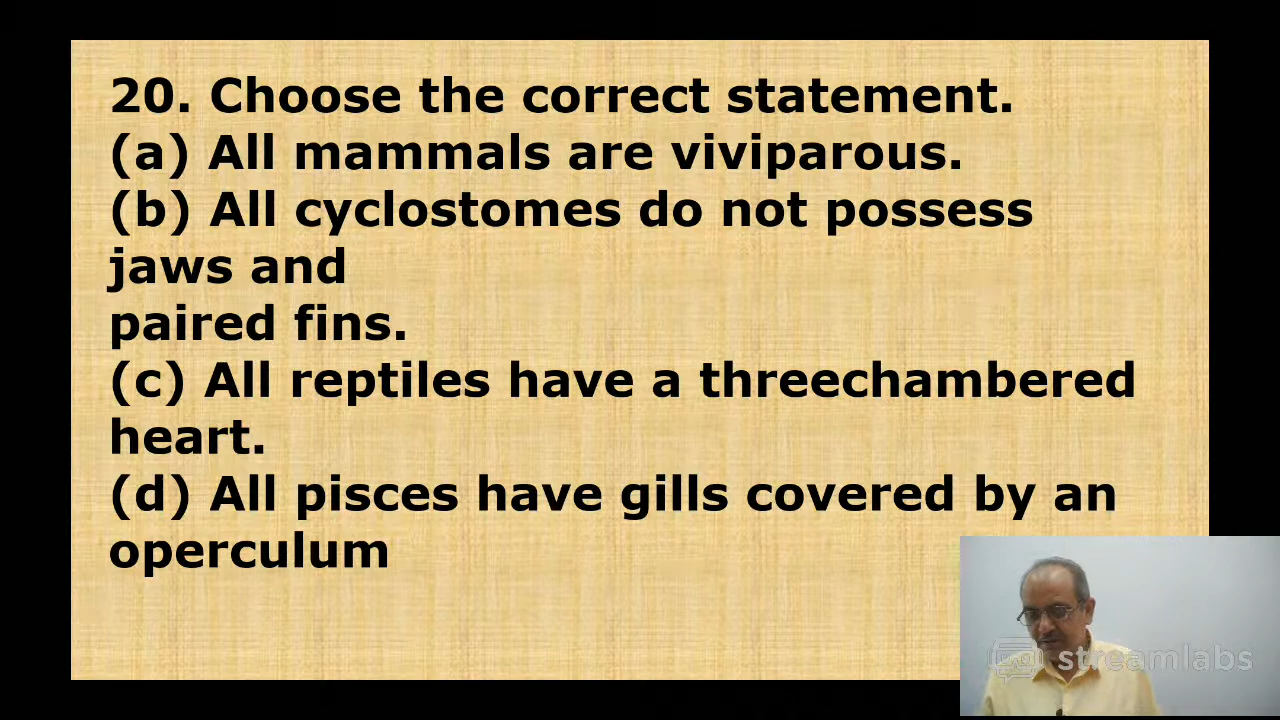 20. Choose the correct statement.
(a) All mammals are viviparous.
(b) All cyclostomes do not possess
jaws and
paired fins.
(c) All reptiles have a threechambered
heart.
(d) All pisces have gills covered by an
operculum
streamlabs